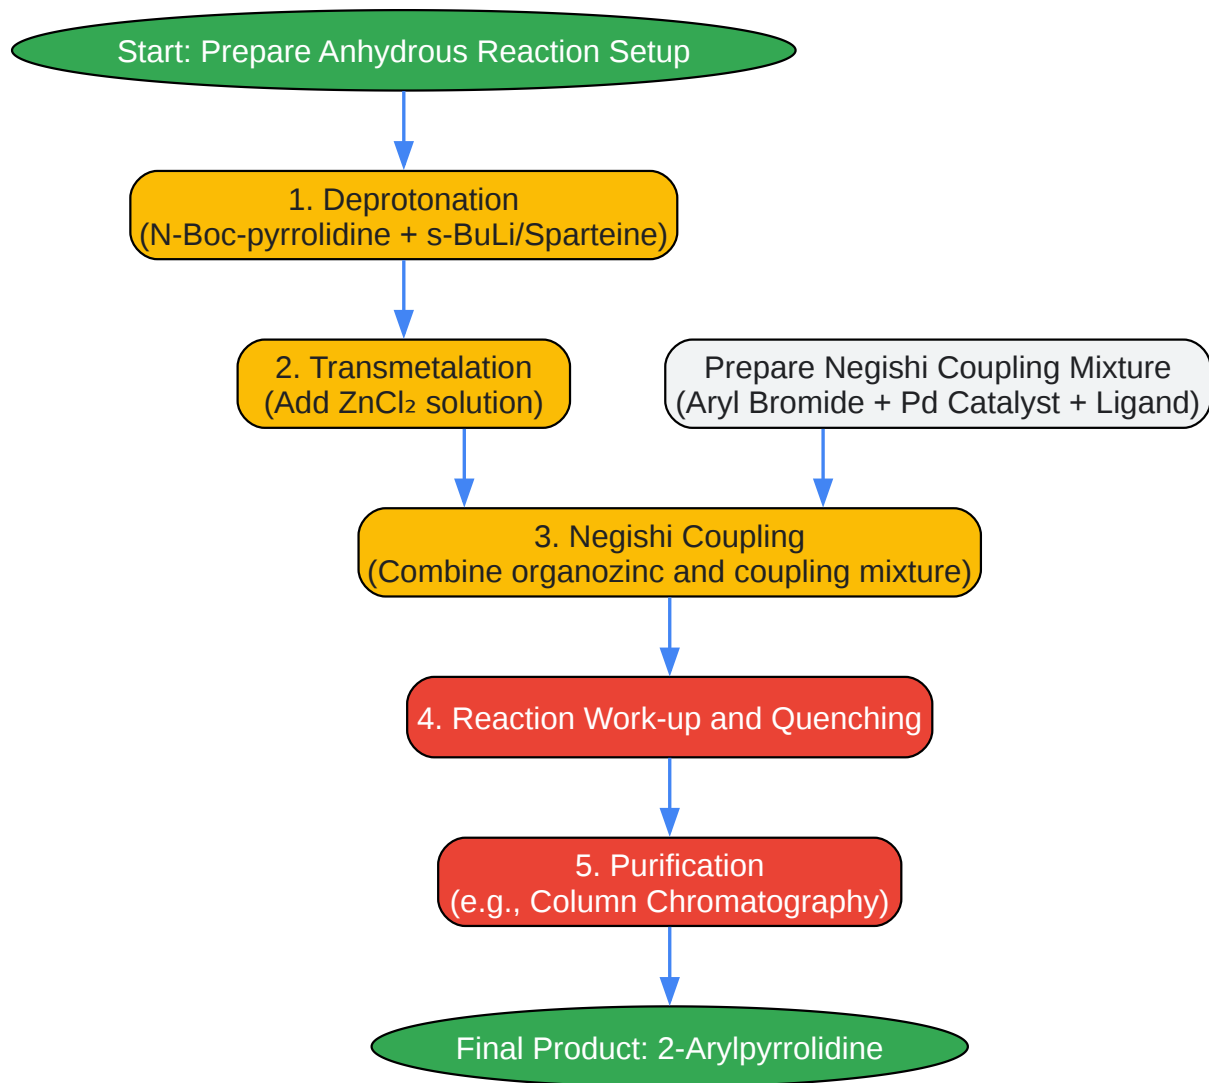 Start: Prepare Anhydrous Reaction Setup
1. Deprotonation
(N-Boc-pyrrolidine + s-BuLi/Sparteine)
2. Transmetalation
(Add ZnCl₂ solution)
Prepare Negishi Coupling Mixture
(Aryl Bromide + Pd Catalyst + Ligand)
3. Negishi Coupling
(Combine organozinc and coupling mixture)
4. Reaction Work-up and Quenching
5. Purification
(e.g., Column Chromatography)
Final Product: 2-Arylpyrrolidine